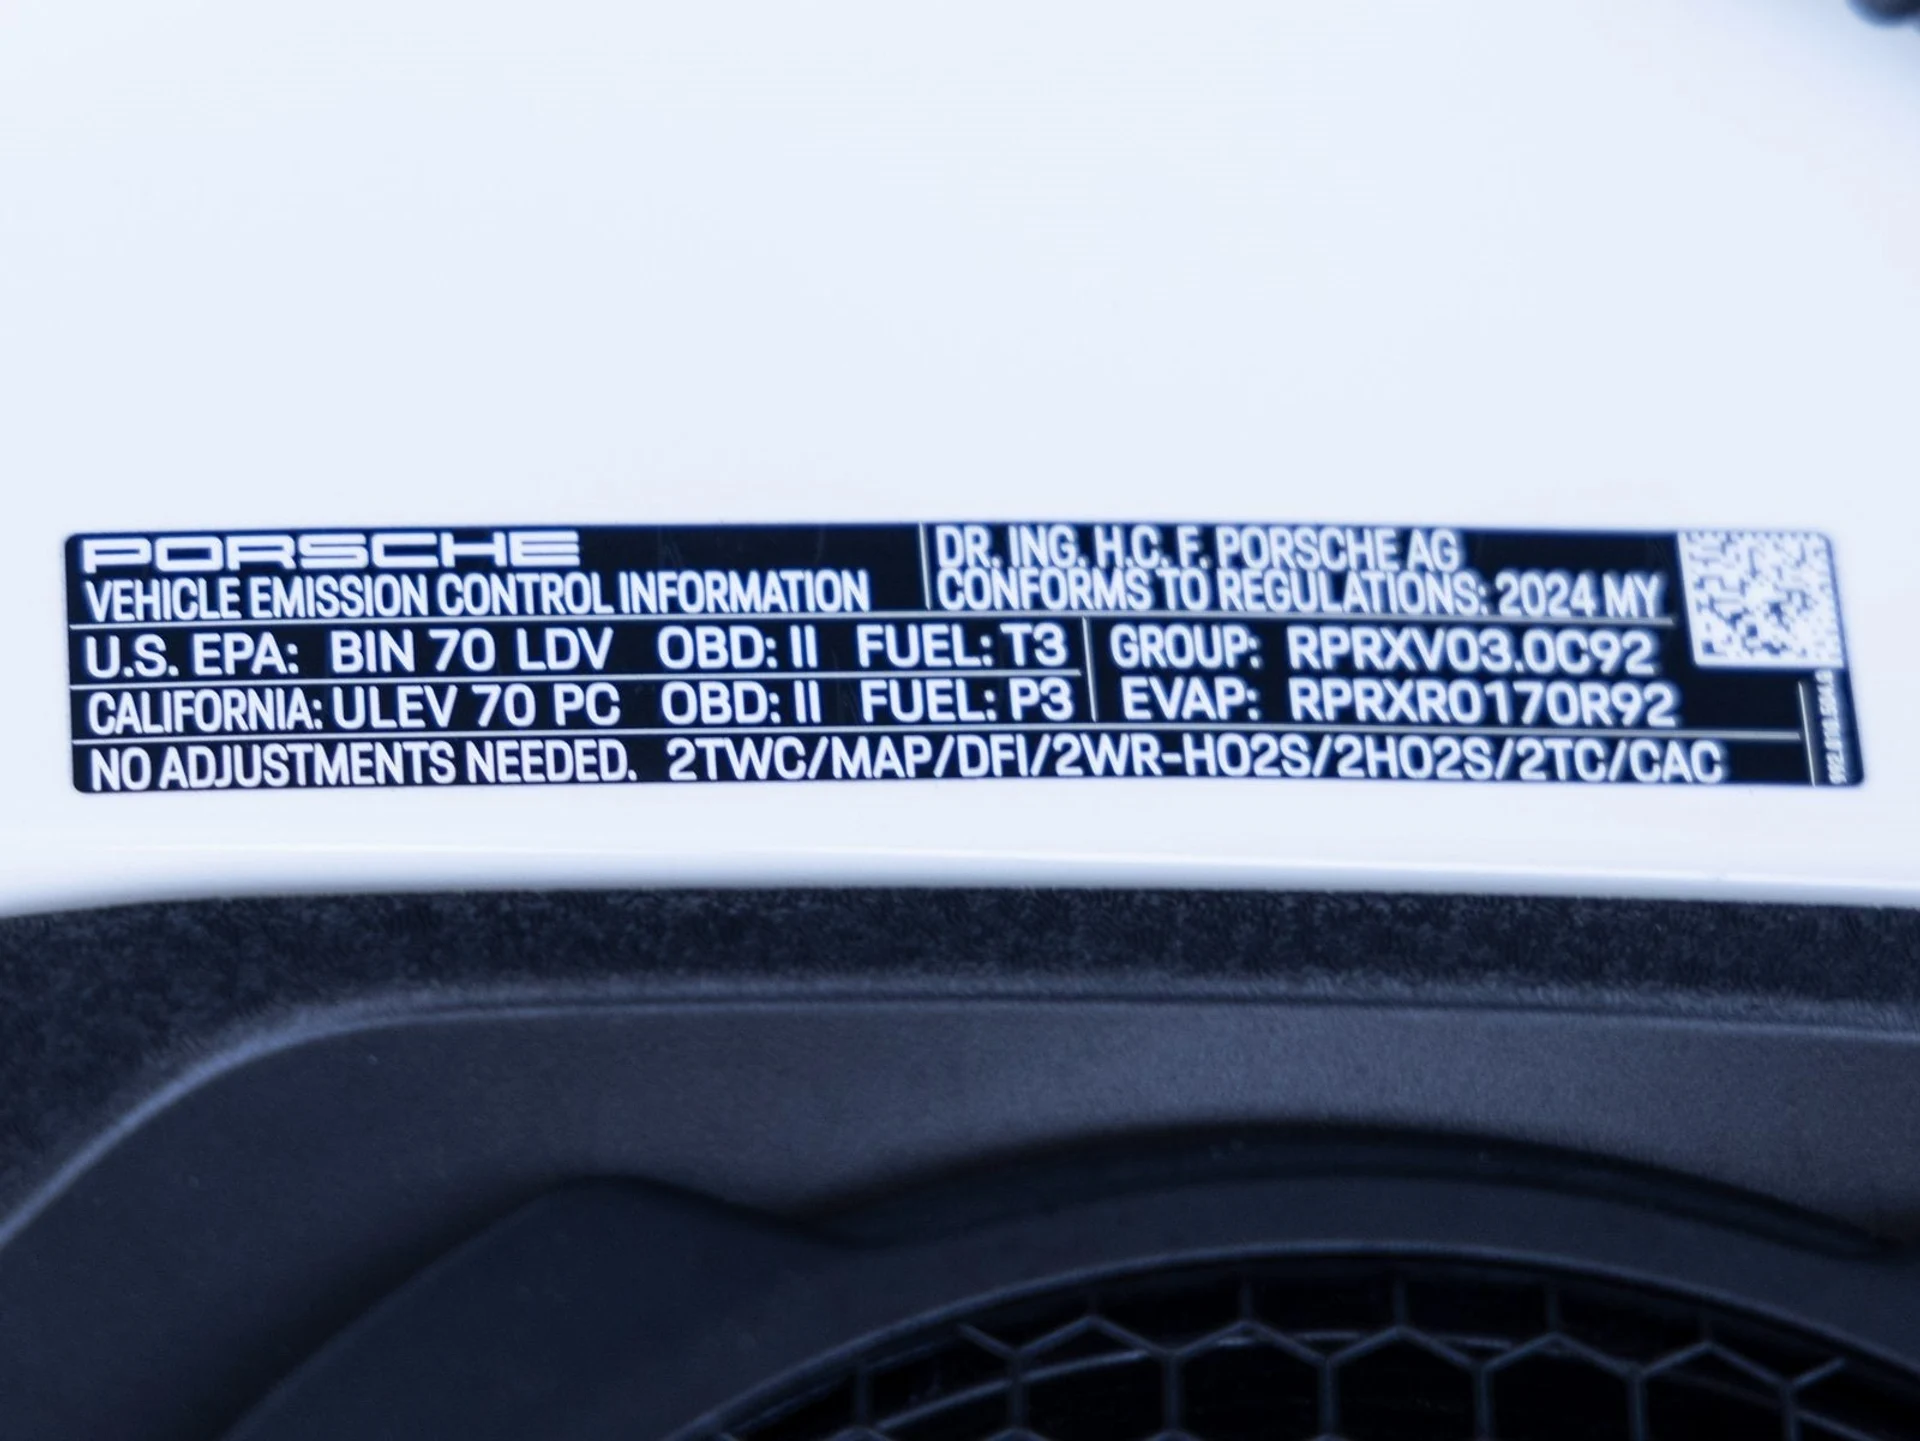 PORSCHE
VEHICLE EMISSION CONTROL INFORMATION
DR. ING. H.C. F. PORSCHE AG
CONFORMS TO REGULATIONS: 2024 MY
U.S. EPA: BIN 70 LDV OBD: II FUEL: T3
GROUP: RPRXV03.0C92
CALIFORNIA: ULEV 70 PC OBD: II FUEL: P3
EVAP: RPRXR0170R92
NO ADJUSTMENTS NEEDED. 2TWC/MAP/DFI/2WR-HO2S/2HO2S/2TC/CAC